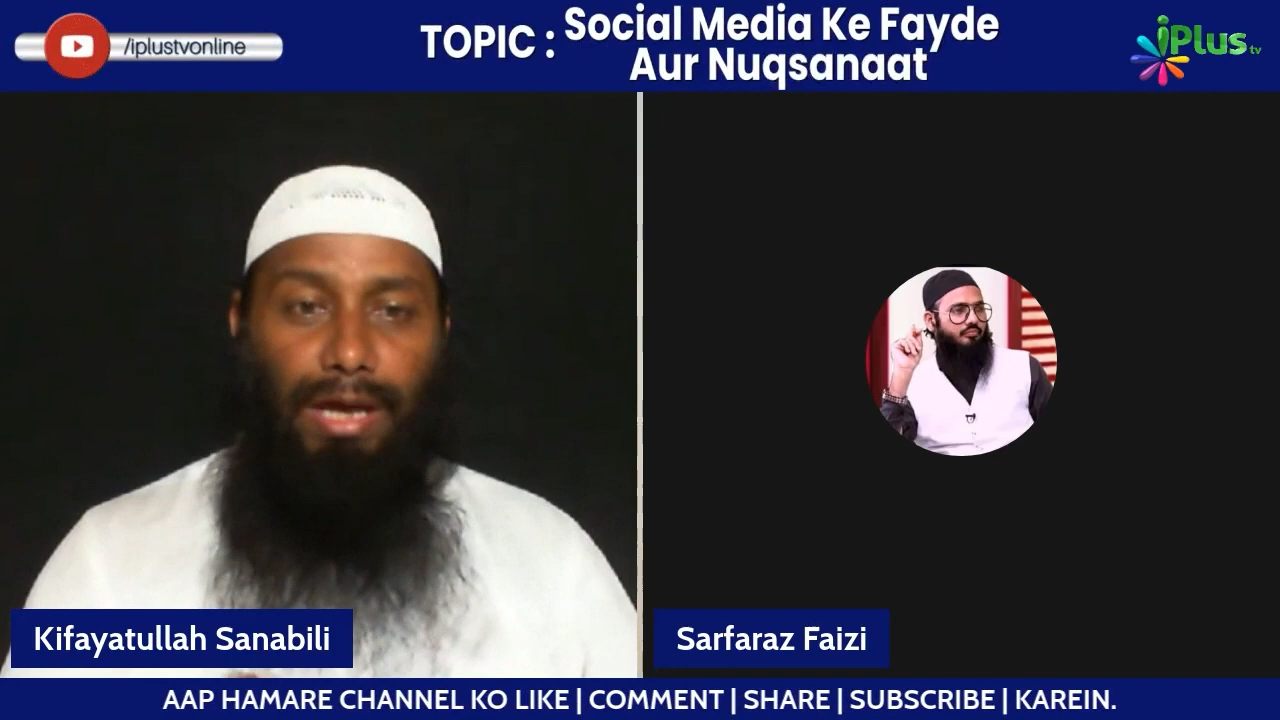 /iplustvonline
TOPIC : Social Media Ke Fayde
Aur Nuqsanaat
iPlus tv
Kifayatullah Sanabili
Sarfaraz Faizi
AAP HAMARE CHANNEL KO LIKE | COMMENT | SHARE | SUBSCRIBE | KAREIN.